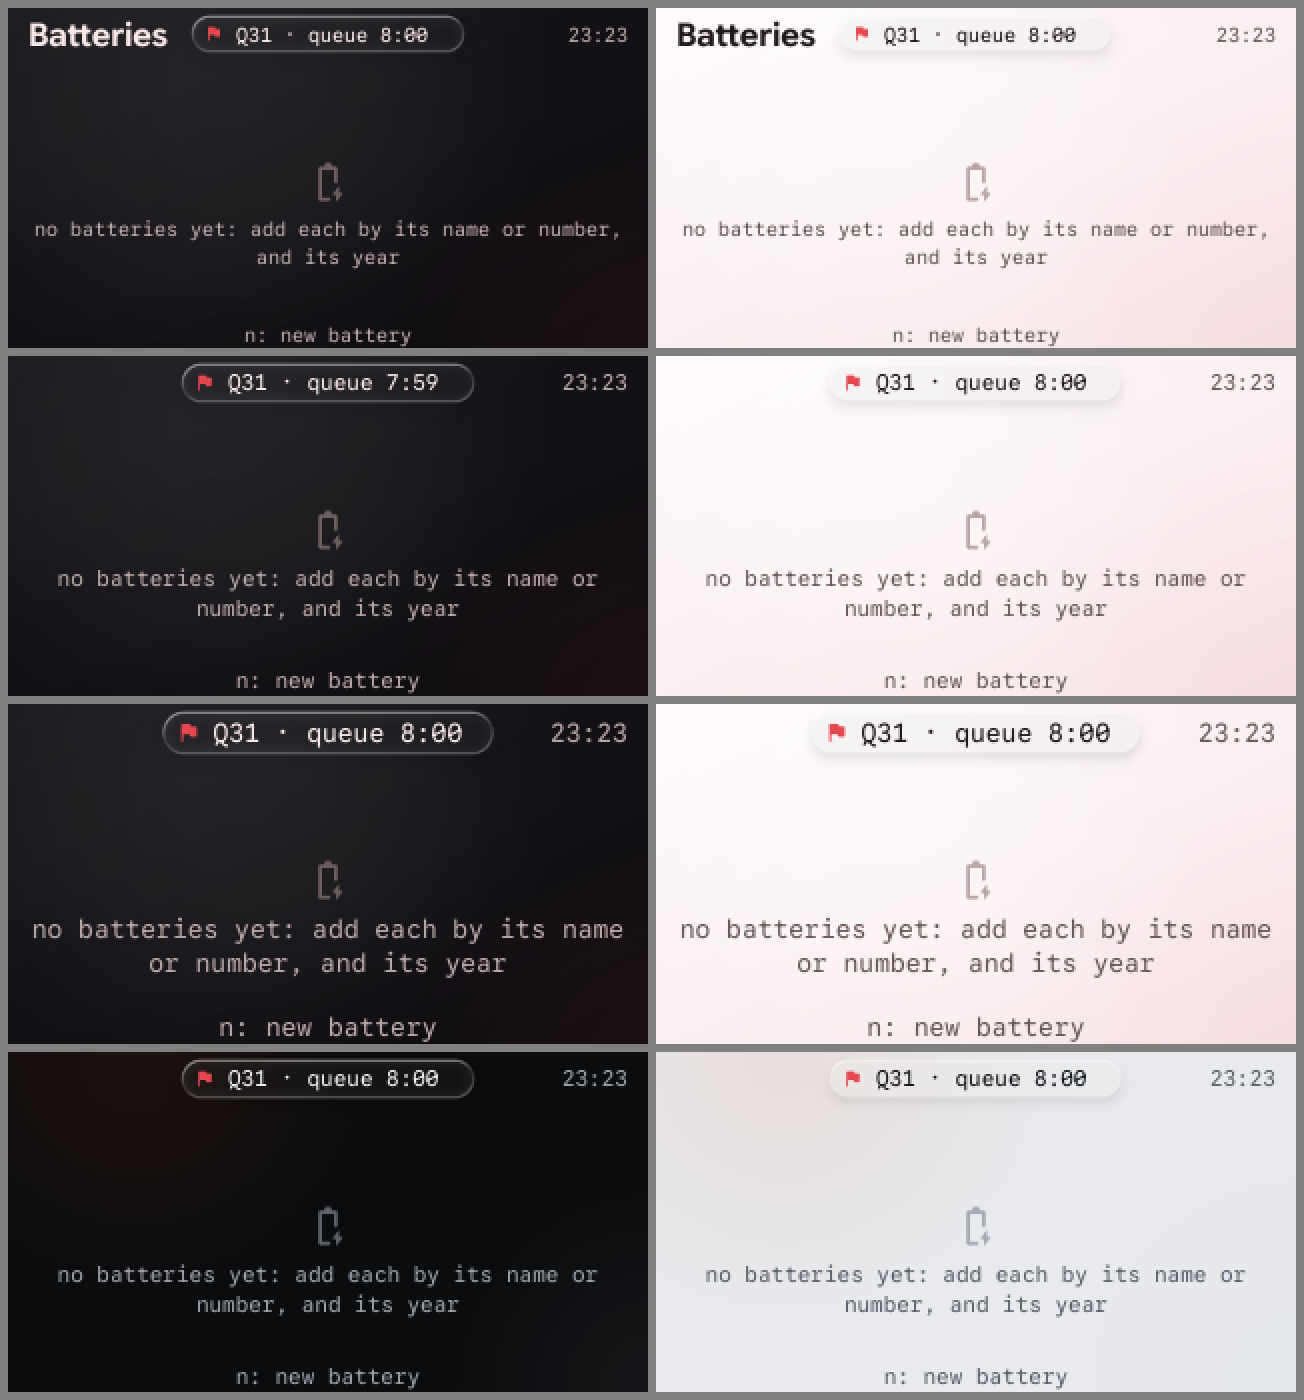 Batteries Q31 · queue 8:00 23:23
no batteries yet: add each by its name or number,
and its year
n: new battery
Batteries Q31 · queue 8:00 23:23
no batteries yet: add each by its name or number,
and its year
n: new battery
Q31 · queue 7:59 23:23
no batteries yet: add each by its name or
number, and its year
n: new battery
Q31 · queue 8:00 23:23
no batteries yet: add each by its name or
number, and its year
n: new battery
Q31 · queue 8:00 23:23
no batteries yet: add each by its name
or number, and its year
n: new battery
Q31 · queue 8:00 23:23
no batteries yet: add each by its name
or number, and its year
n: new battery
Q31 · queue 8:00 23:23
no batteries yet: add each by its name or
number, and its year
n: new battery
Q31 · queue 8:00 23:23
no batteries yet: add each by its name or
number, and its year
n: new battery